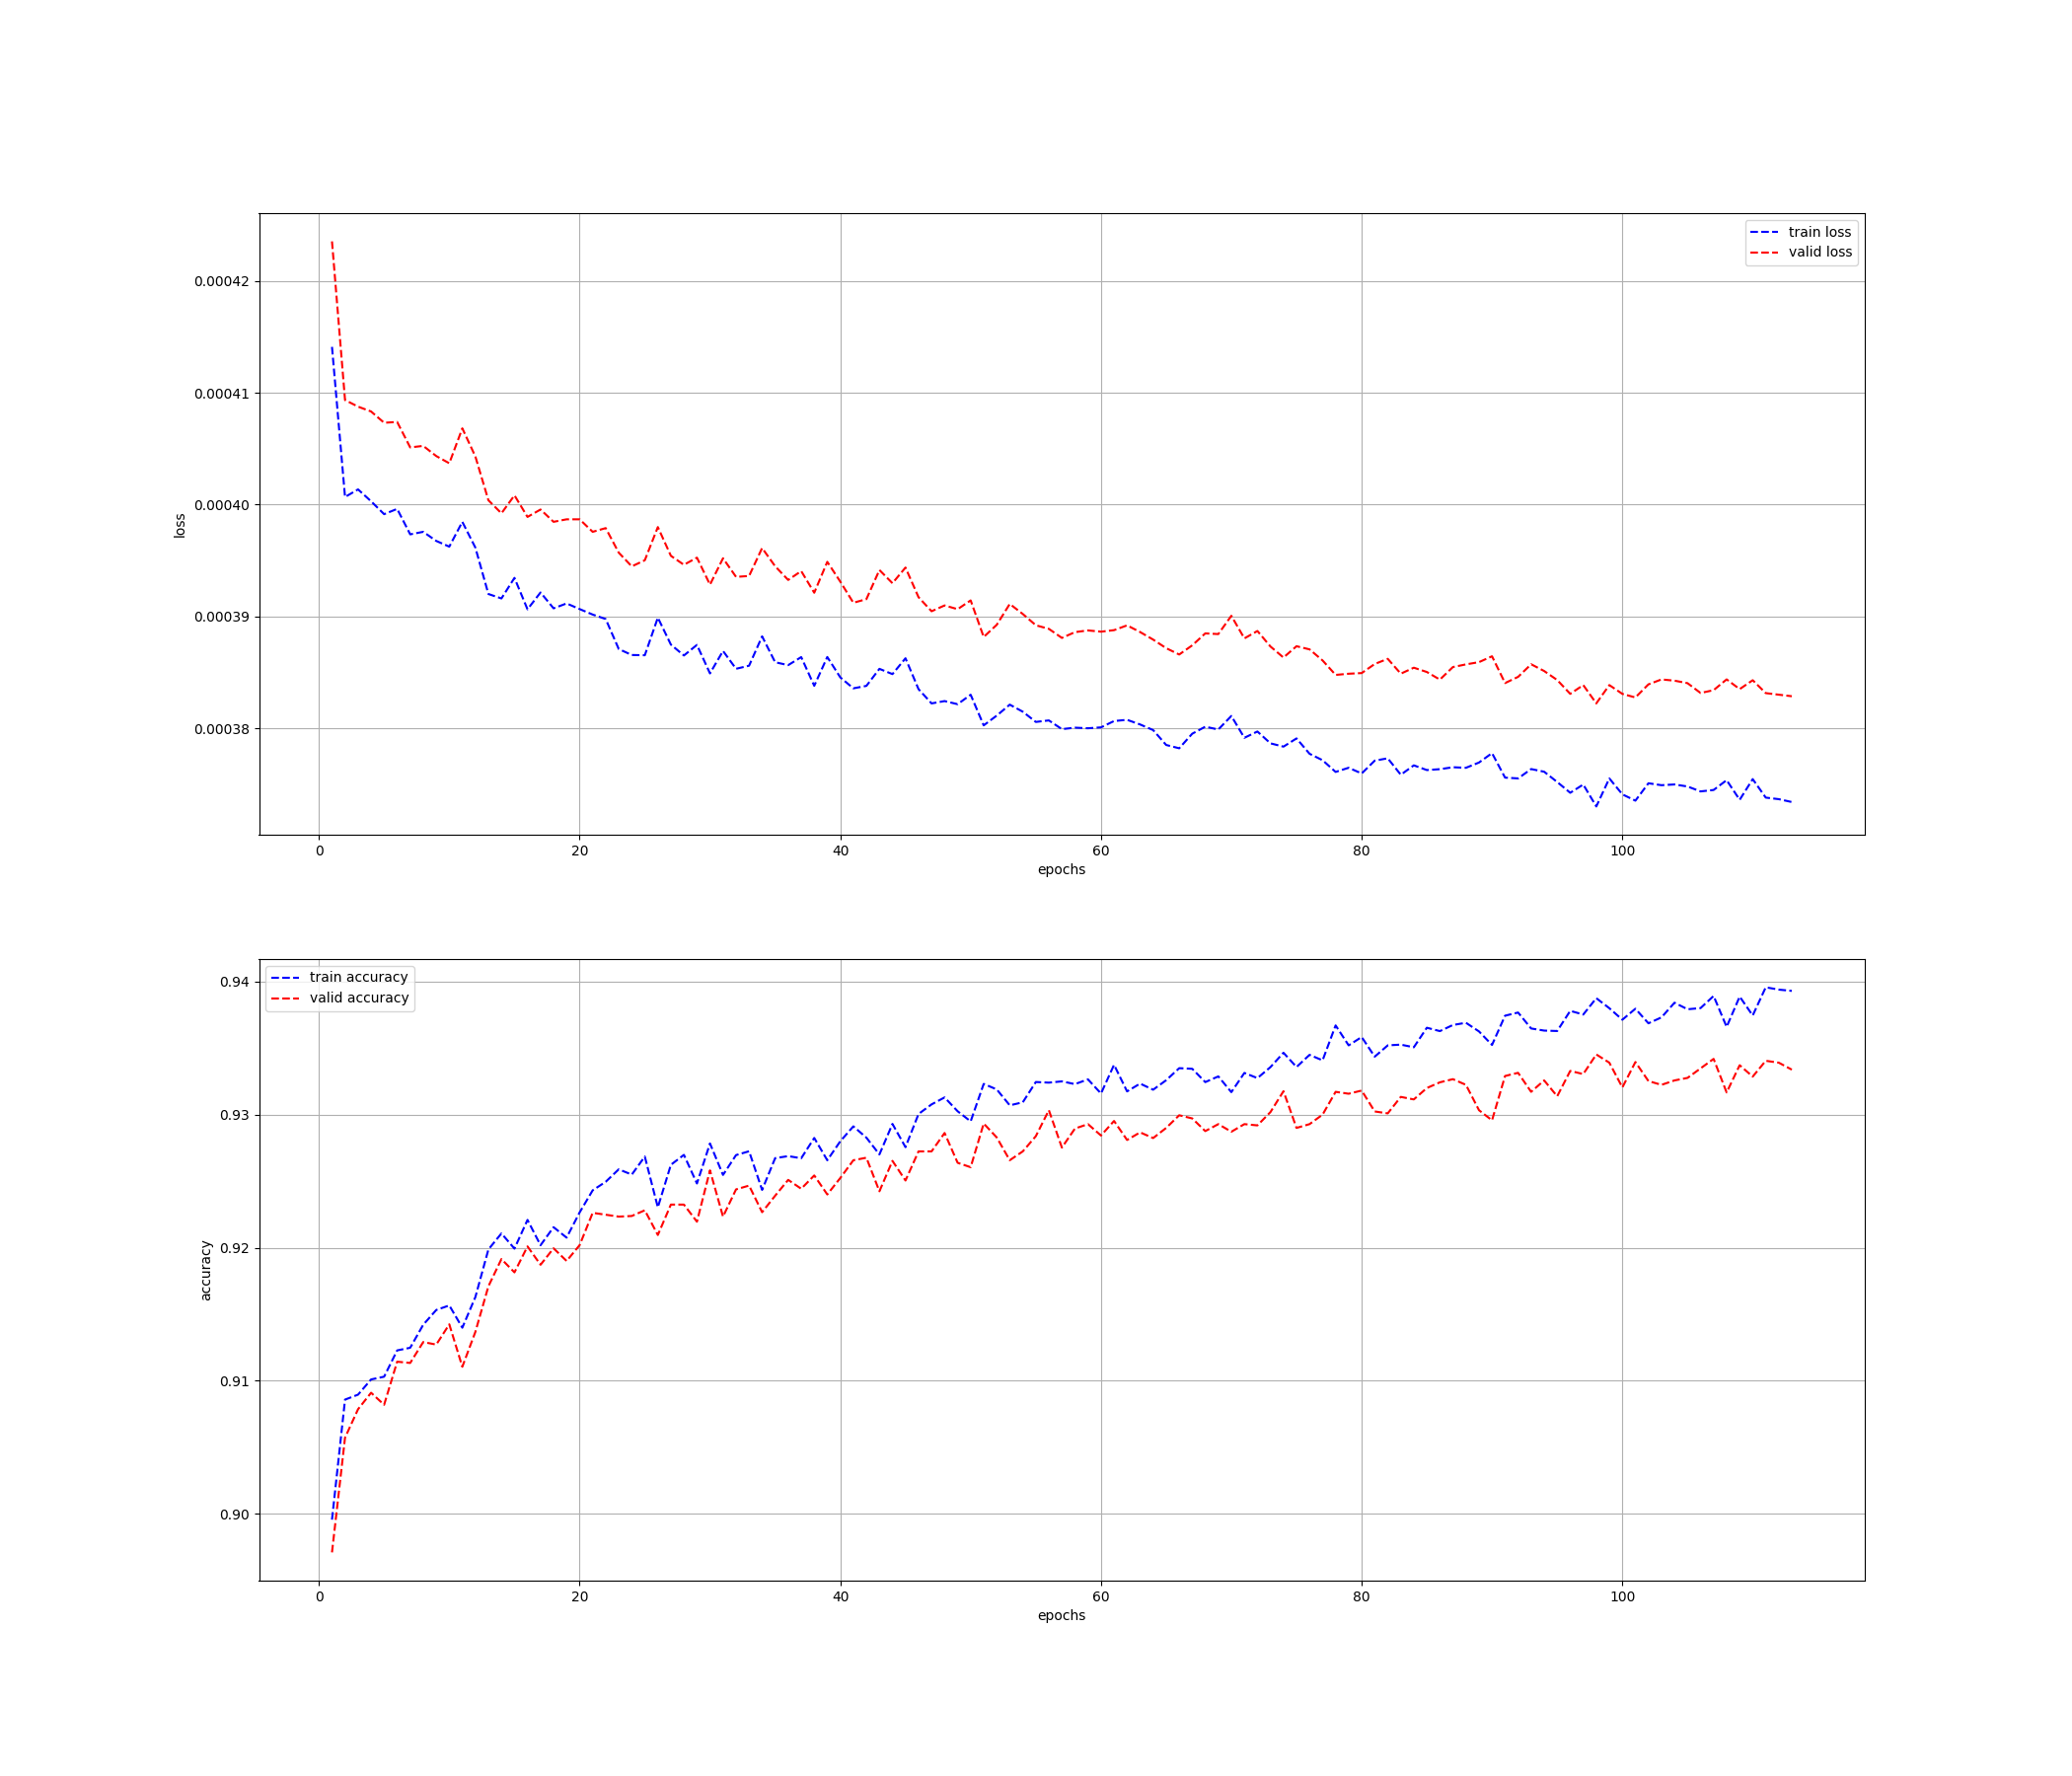 train loss
valid loss
0.00042
0.00041
0.00040
0.00039
0.00038
loss
0 20 40 60 80 100
epochs
train accuracy
valid accuracy
0.94
0.93
0.92
0.91
0.90
accuracy
0 20 40 60 80 100
epochs